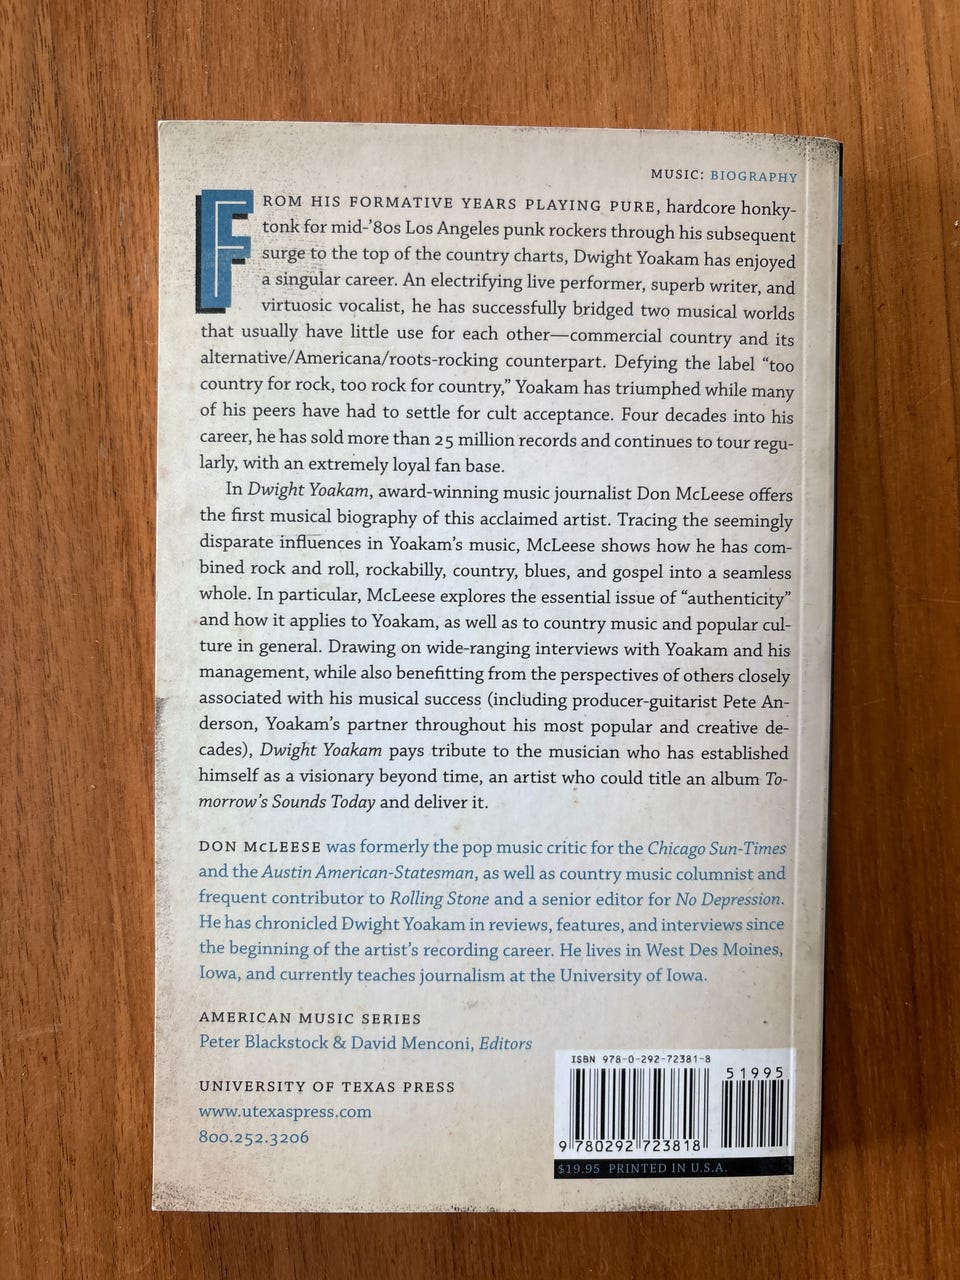 MUSIC: BIOGRAPHY
FROM HIS FORMATIVE YEARS PLAYING PURE, hardcore honky-
tonk for mid-’80s Los Angeles punk rockers through his subsequent
surge to the top of the country charts, Dwight Yoakam has enjoyed
a singular career. An electrifying live performer, superb writer, and
virtuosic vocalist, he has successfully bridged two musical worlds
that usually have little use for each other—commercial country and its
alternative/Americana/roots-rocking counterpart. Defying the label “too
country for rock, too rock for country,” Yoakam has triumphed while many
of his peers have had to settle for cult acceptance. Four decades into his
career, he has sold more than 25 million records and continues to tour regu-
larly, with an extremely loyal fan base.
In Dwight Yoakam, award-winning music journalist Don McLeese offers
the first musical biography of this acclaimed artist. Tracing the seemingly
disparate influences in Yoakam’s music, McLeese shows how he has com-
bined rock and roll, rockabilly, country, blues, and gospel into a seamless
whole. In particular, McLeese explores the essential issue of “authenticity”
and how it applies to Yoakam, as well as to country music and popular cul-
ture in general. Drawing on wide-ranging interviews with Yoakam and his
management, while also benefitting from the perspectives of others closely
associated with his musical success (including producer-guitarist Pete An-
derson, Yoakam’s partner throughout his most popular and creative de-
cades), Dwight Yoakam pays tribute to the musician who has established
himself as a visionary beyond time, an artist who could title an album To-
morrow’s Sounds Today and deliver it.
DON McLEESE was formerly the pop music critic for the Chicago Sun-Times
and the Austin American-Statesman, as well as country music columnist and
frequent contributor to Rolling Stone and a senior editor for No Depression.
He has chronicled Dwight Yoakam in reviews, features, and interviews since
the beginning of the artist’s recording career. He lives in West Des Moines,
Iowa, and currently teaches journalism at the University of Iowa.
AMERICAN MUSIC SERIES
Peter Blackstock & David Menconi, Editors
UNIVERSITY OF TEXAS PRESS
www.utexaspress.com
800.252.3206
ISBN 978-0-292-72381-8
51995
9 780292 723818
$19.95 PRINTED IN U.S.A.